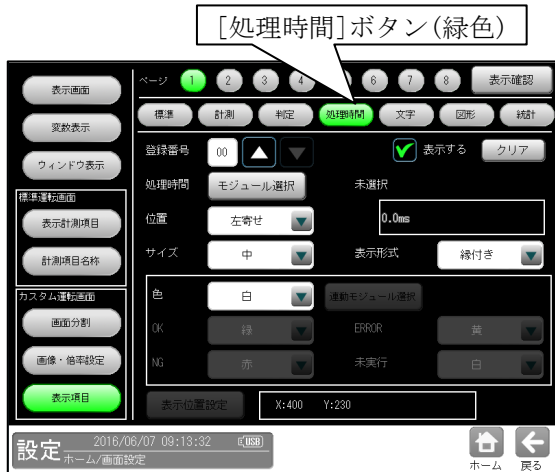 [処理時間]ボタン(緑色)
表示画面
変数表示
ウィンドウ表示
標準運転画面
表示計測項目
計測項目名称
カスタム運転画面
画面分割
画像・倍率設定
表示項目
ページ 1 2 3 4 6 7 8 表示確認
標準 計測 判定 処理時間 文字 図形 統計
登録番号 00 表示する クリア
処理時間 モジュール選択 未選択
位置 左寄せ 0.0ms
サイズ 中 表示形式 縁付き
色 白 連動モジュール選択
OK 緑 ERROR 黄
NG 赤 未実行 白
表示位置設定 X:400 Y:230
設定 2016/06/07 09:13:32 USB
ホーム/画面設定
ホーム 戻る